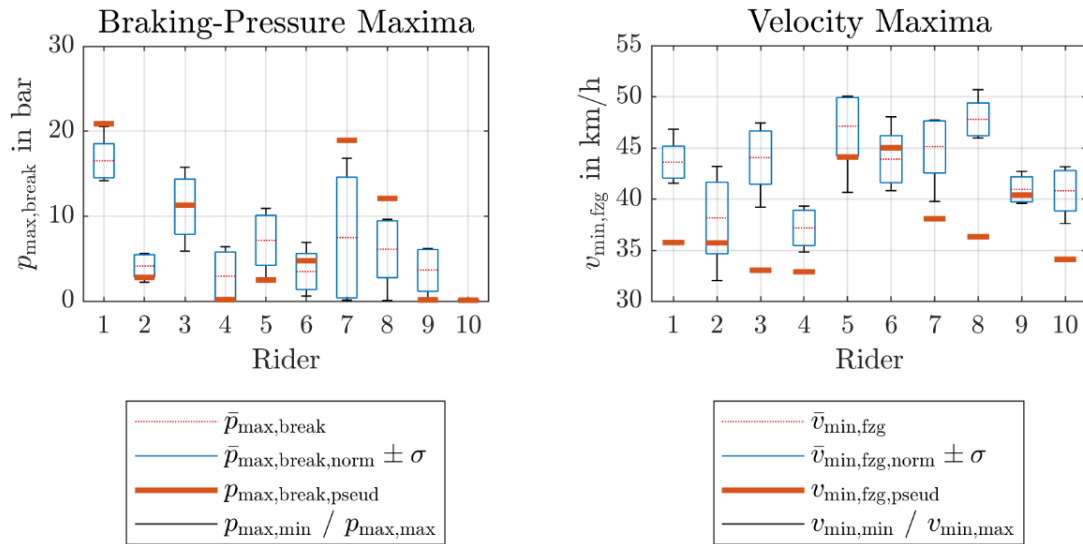 Braking-Pressure Maxima
30
20
10
0
p_max,break in bar
1 2 3 4 5 6 7 8 9 10
Rider
p̄_max,break
p̄_max,break,norm ± σ
p_max,break,pseud
p_max,min / p_max,max
Velocity Maxima
55
50
45
40
35
30
v_min,fzg in km/h
1 2 3 4 5 6 7 8 9 10
Rider
v̄_min,fzg
v̄_min,fzg,norm ± σ
v_min,fzg,pseud
v_min,min / v_min,max